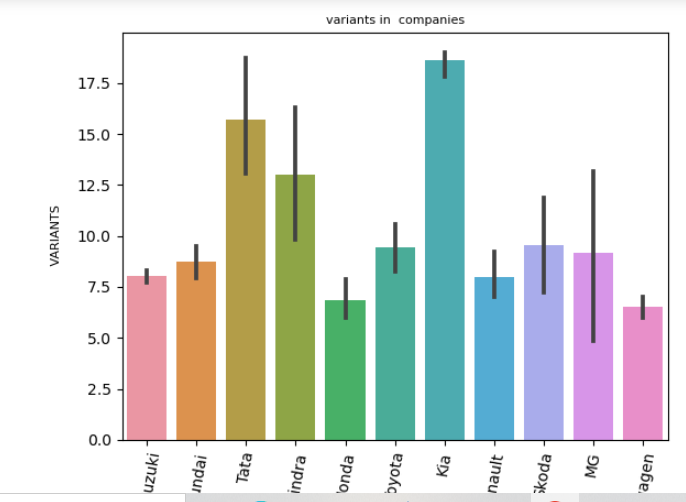 variants in companies
VARIANTS
17.5
15.0
12.5
10.0
7.5
5.0
2.5
0.0
uzuki
undai
Tata
indra
onda
oyota
Kia
nault
Skoda
MG
agen